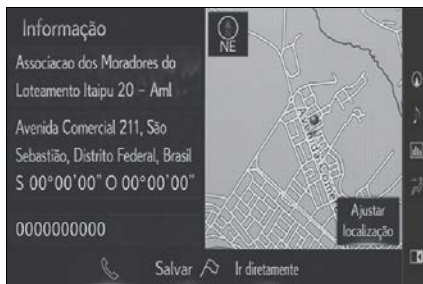 Informação
Associacao dos Moradores do
Loteamento Itaipu 20 – Aml
Avenida Comercial 211, São
Sebastião, Distrito Federal, Brasil
S 00°00'00" O 00°00'00"
0000000000
NE
Ajustar
localização
Salvar
Ir diretamente